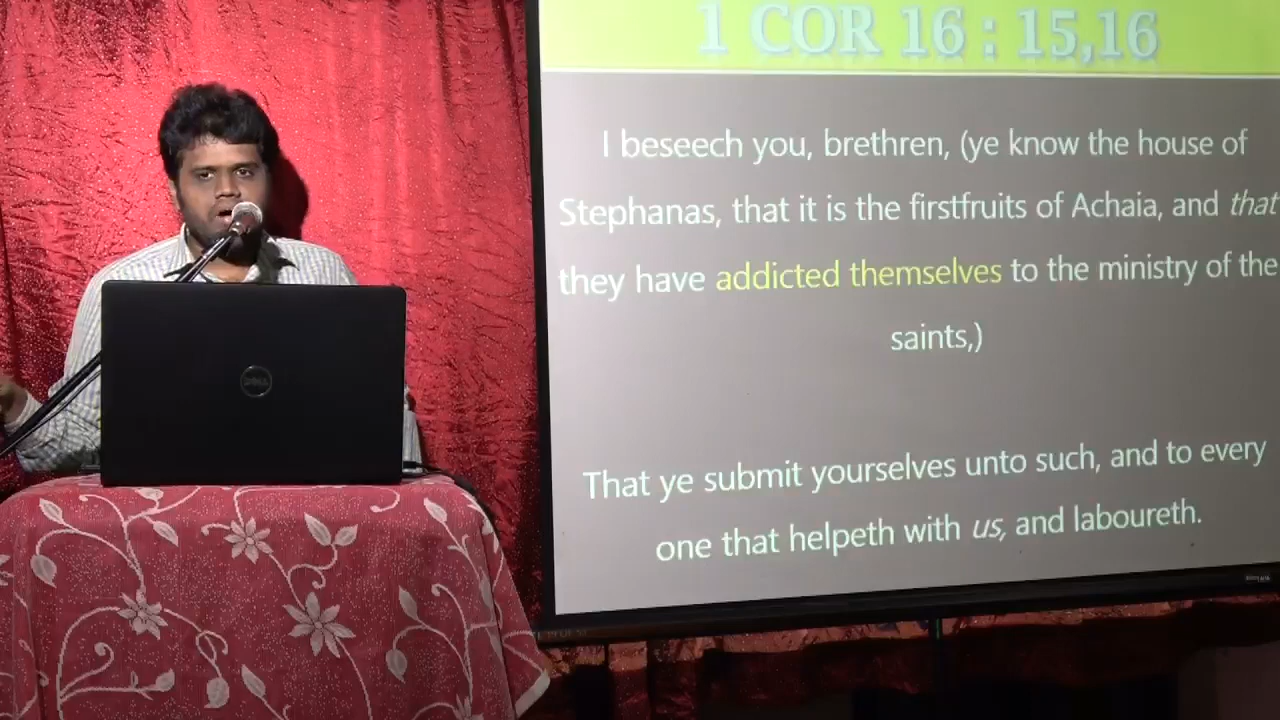 1 COR 16 : 15,16
I beseech you, brethren, (ye know the house of
Stephanas, that it is the firstfruits of Achaia, and that
they have addicted themselves to the ministry of the
saints,)
That ye submit yourselves unto such, and to every
one that helpeth with us, and laboureth.
DELL